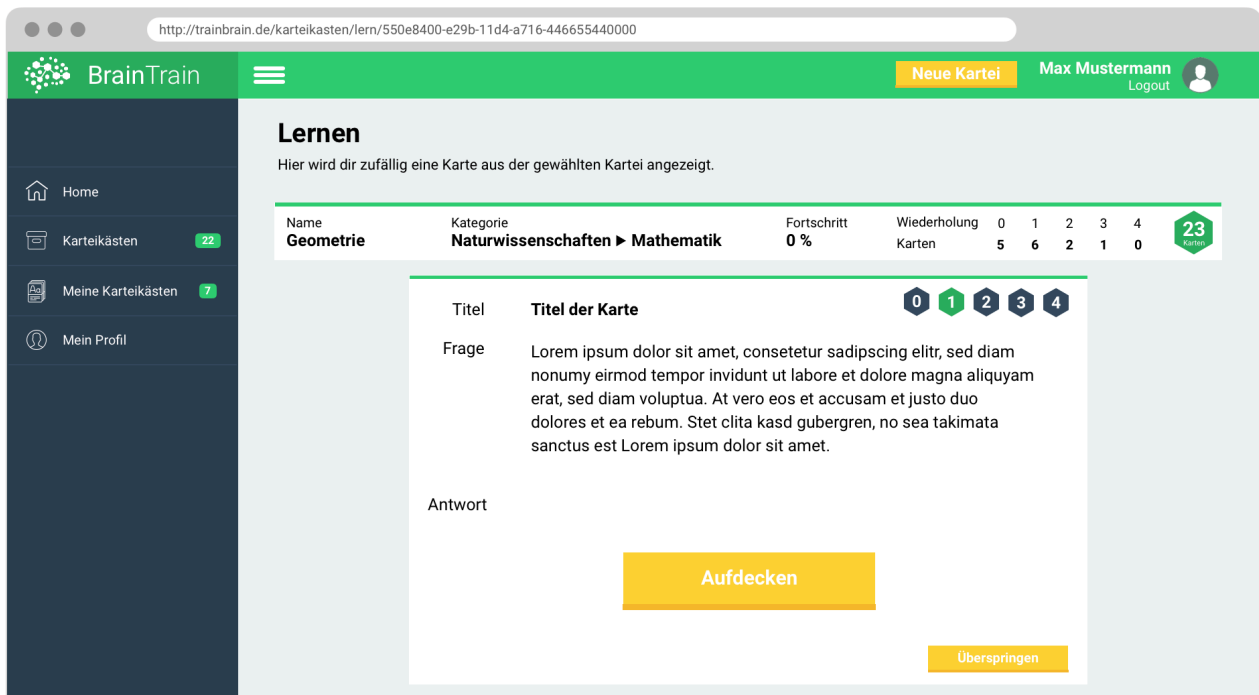 http://trainbrain.de/karteikasten/lern/550e8400-e29b-11d4-a716-446655440000
BrainTrain
Neue Kartei
Max Mustermann
Logout
Home
Karteikästen 22
Meine Karteikästen 7
Mein Profil
Lernen
Hier wird dir zufällig eine Karte aus der gewählten Kartei angezeigt.
Name Kategorie Fortschritt Wiederholung 0 1 2 3 4
Geometrie Naturwissenschaften ▶ Mathematik 0 % Karten 5 6 2 1 0
23
Karten
Titel Titel der Karte 0 1 2 3 4
Frage Lorem ipsum dolor sit amet, consetetur sadipscing elitr, sed diam
nonumy eirmod tempor invidunt ut labore et dolore magna aliquyam
erat, sed diam voluptua. At vero eos et accusam et justo duo
dolores et ea rebum. Stet clita kasd gubergren, no sea takimata
sanctus est Lorem ipsum dolor sit amet.
Antwort
Aufdecken
Überspringen